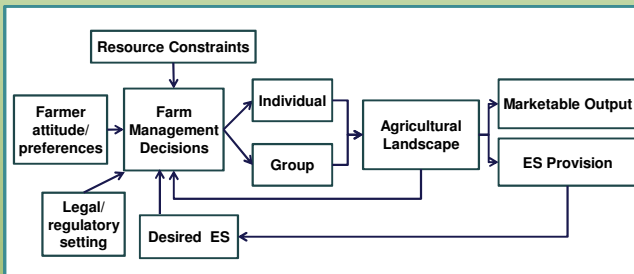 Resource Constraints
Farmer
attitude/
preferences
Farm
Management
Decisions
Individual
Group
Agricultural
Landscape
Marketable Output
ES Provision
Legal/
regulatory
setting
Desired ES